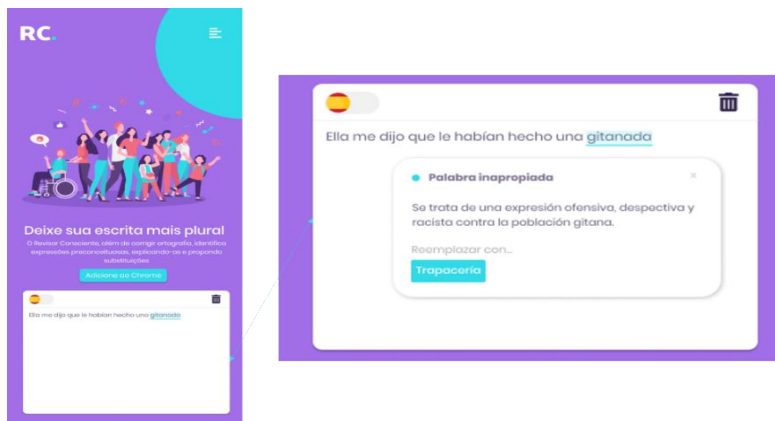 RC.
Deixe sua escrita mais plural
O Revisor Consciente, além de corrigir ortografia, identifica
expressões preconceituosas, explicando-as e propondo
substituições
Adicione ao Chrome
Ella me dijo que le habían hecho una gitanada
Ella me dijo que le habían hecho una gitanada
Palabra inapropiada
×
Se trata de una expresión ofensiva, despectiva y
racista contra la población gitana.
Reemplazar con...
Trapacería